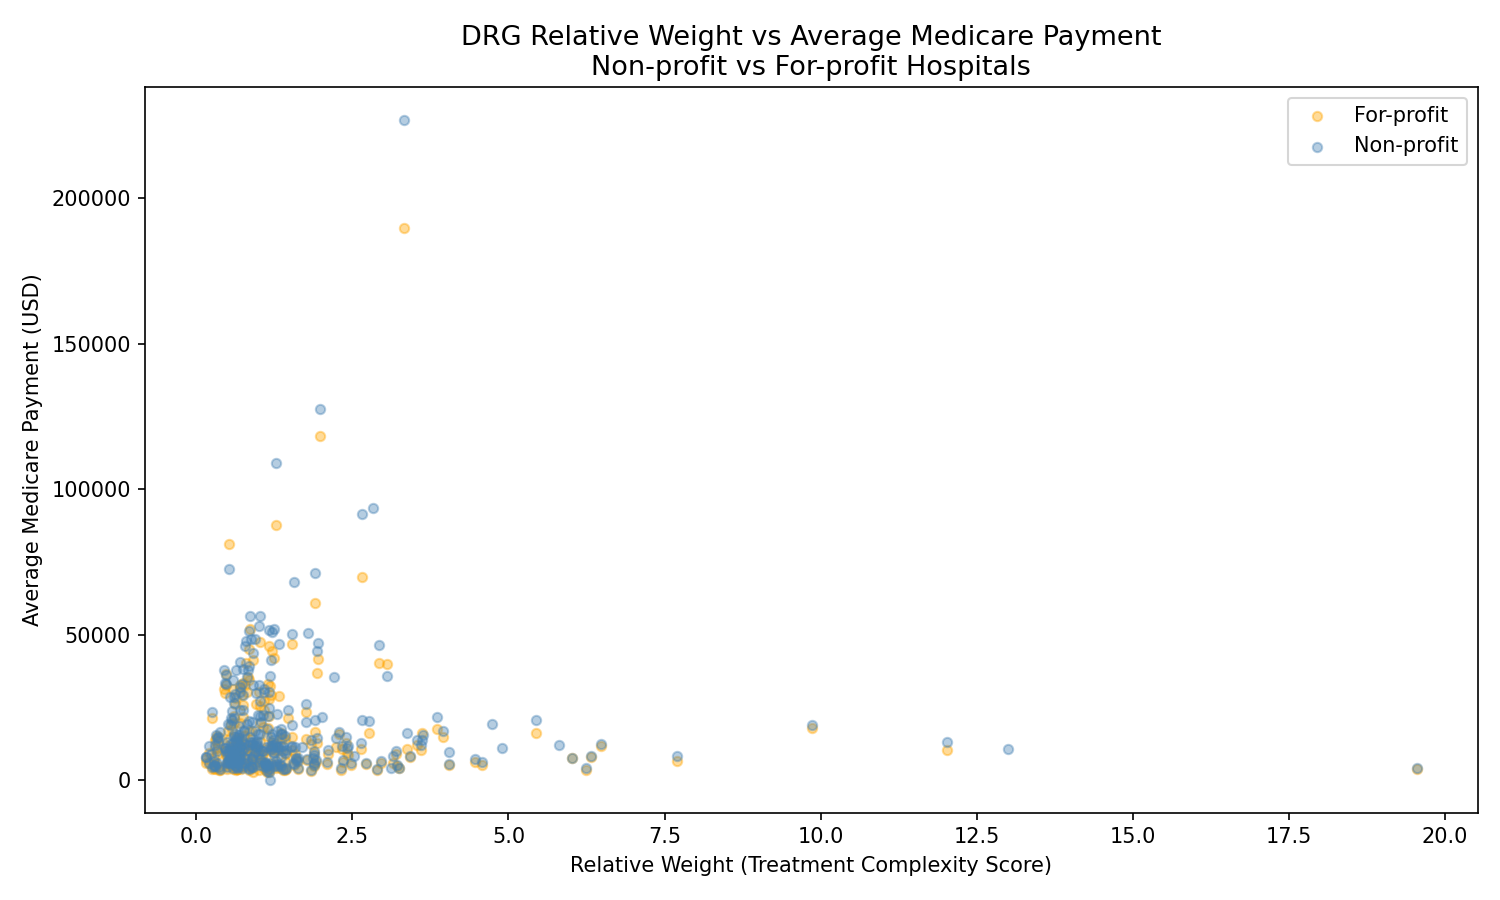 DRG Relative Weight vs Average Medicare Payment
Non-profit vs For-profit Hospitals
For-profit
Non-profit
Average Medicare Payment (USD)
200000
150000
100000
50000
0
0.0 2.5 5.0 7.5 10.0 12.5 15.0 17.5 20.0
Relative Weight (Treatment Complexity Score)